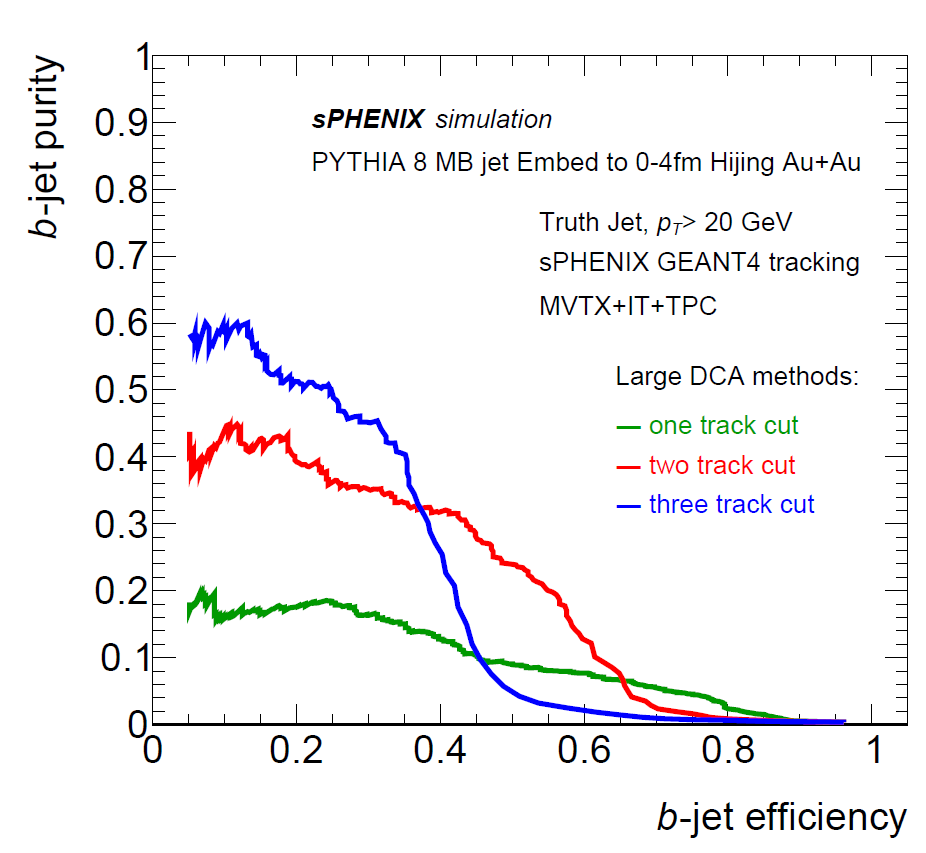 1
0.9
0.8
0.7
0.6
0.5
0.4
0.3
0.2
0.1
0
b-jet purity
sPHENIX simulation
PYTHIA 8 MB jet Embed to 0-4fm Hijing Au+Au
Truth Jet, pT> 20 GeV
sPHENIX GEANT4 tracking
MVTX+IT+TPC
Large DCA methods:
one track cut
two track cut
three track cut
0 0.2 0.4 0.6 0.8 1
b-jet efficiency